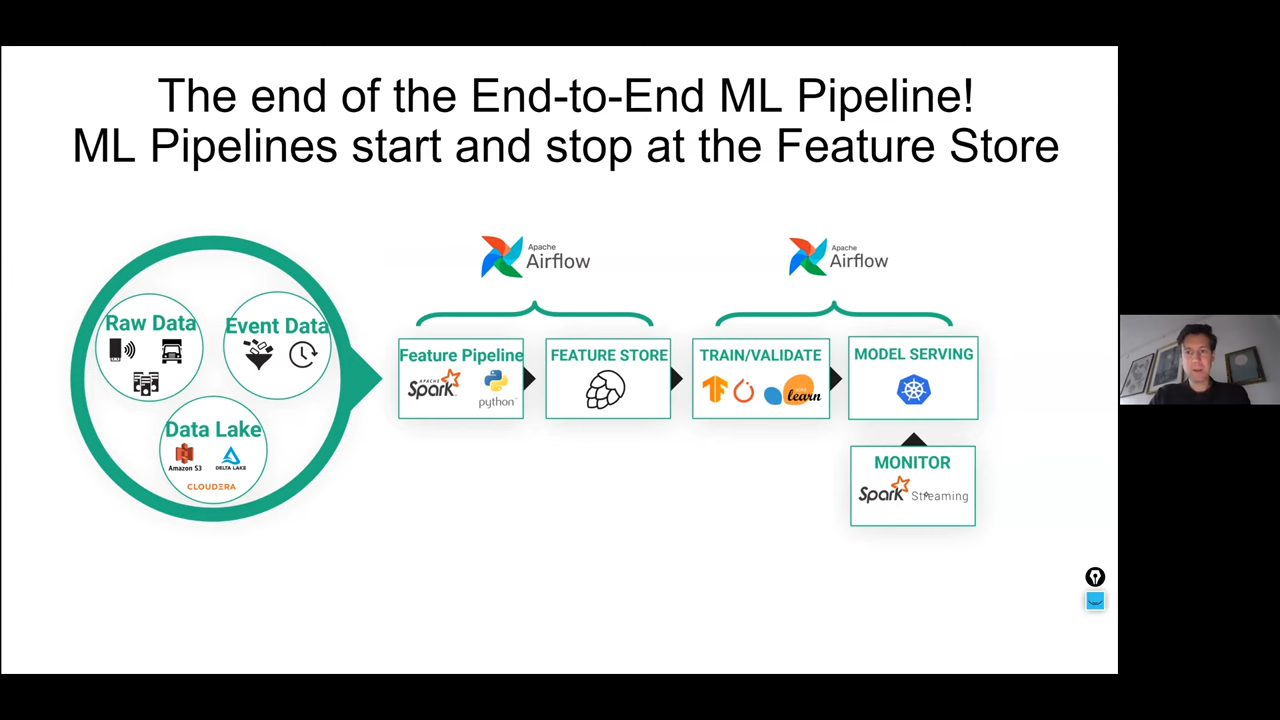 The end of the End-to-End ML Pipeline!
ML Pipelines start and stop at the Feature Store
Apache
Airflow
Apache
Airflow
Raw Data
Event Data
Data Lake
Amazon S3
DELTA LAKE
CLOUDERA
Feature Pipeline
APACHE
Spark
python
FEATURE STORE
TRAIN/VALIDATE
learn
MODEL SERVING
MONITOR
Spark Streaming